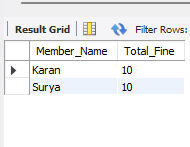 Result Grid Filter Rows:
Member_Name Total_Fine
Karan 10
Surya 10